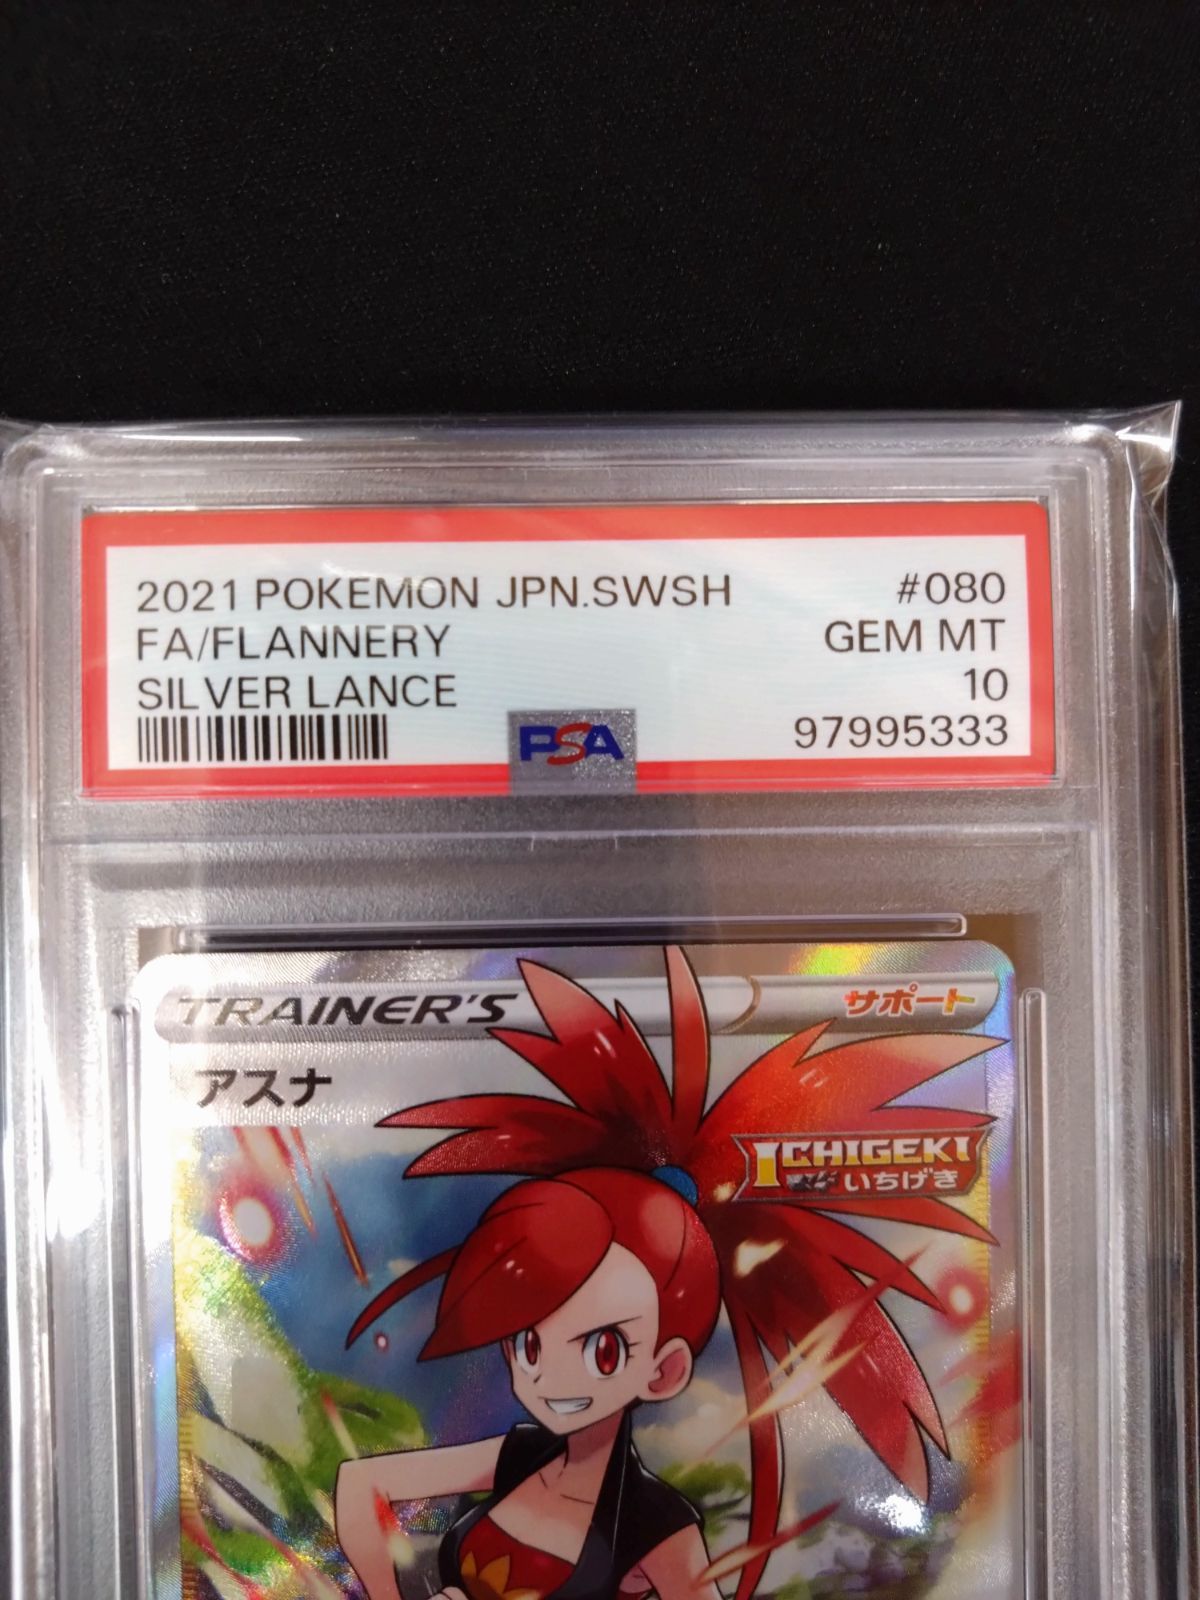 2021 POKEMON JPN.SWSH #080
FA/FLANNERY GEM MT
SILVER LANCE 10
PSA 97995333
TRAINER'S サポート
アスナ
ICHIGEKI
いちげき